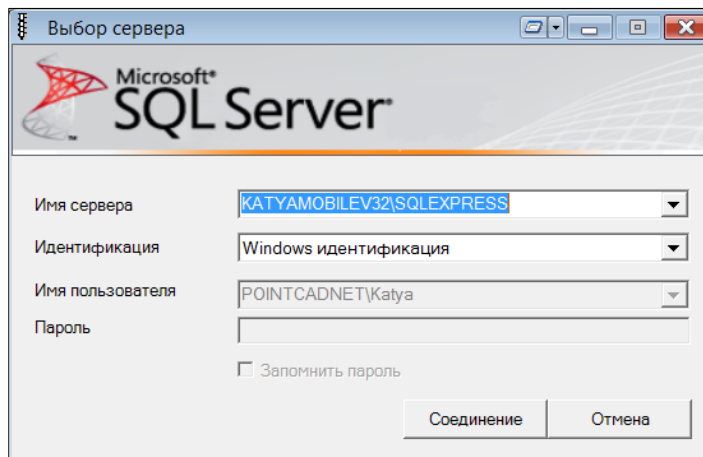 Выбор сервера
Microsoft®
SQL Server®
™
Имя сервера
KATYAMOBILEV32\SQLEXPRESS
Идентификация
Windows идентификация
Имя пользователя
POINTCADNET\Katya
Пароль
Запомнить пароль
Соединение
Отмена